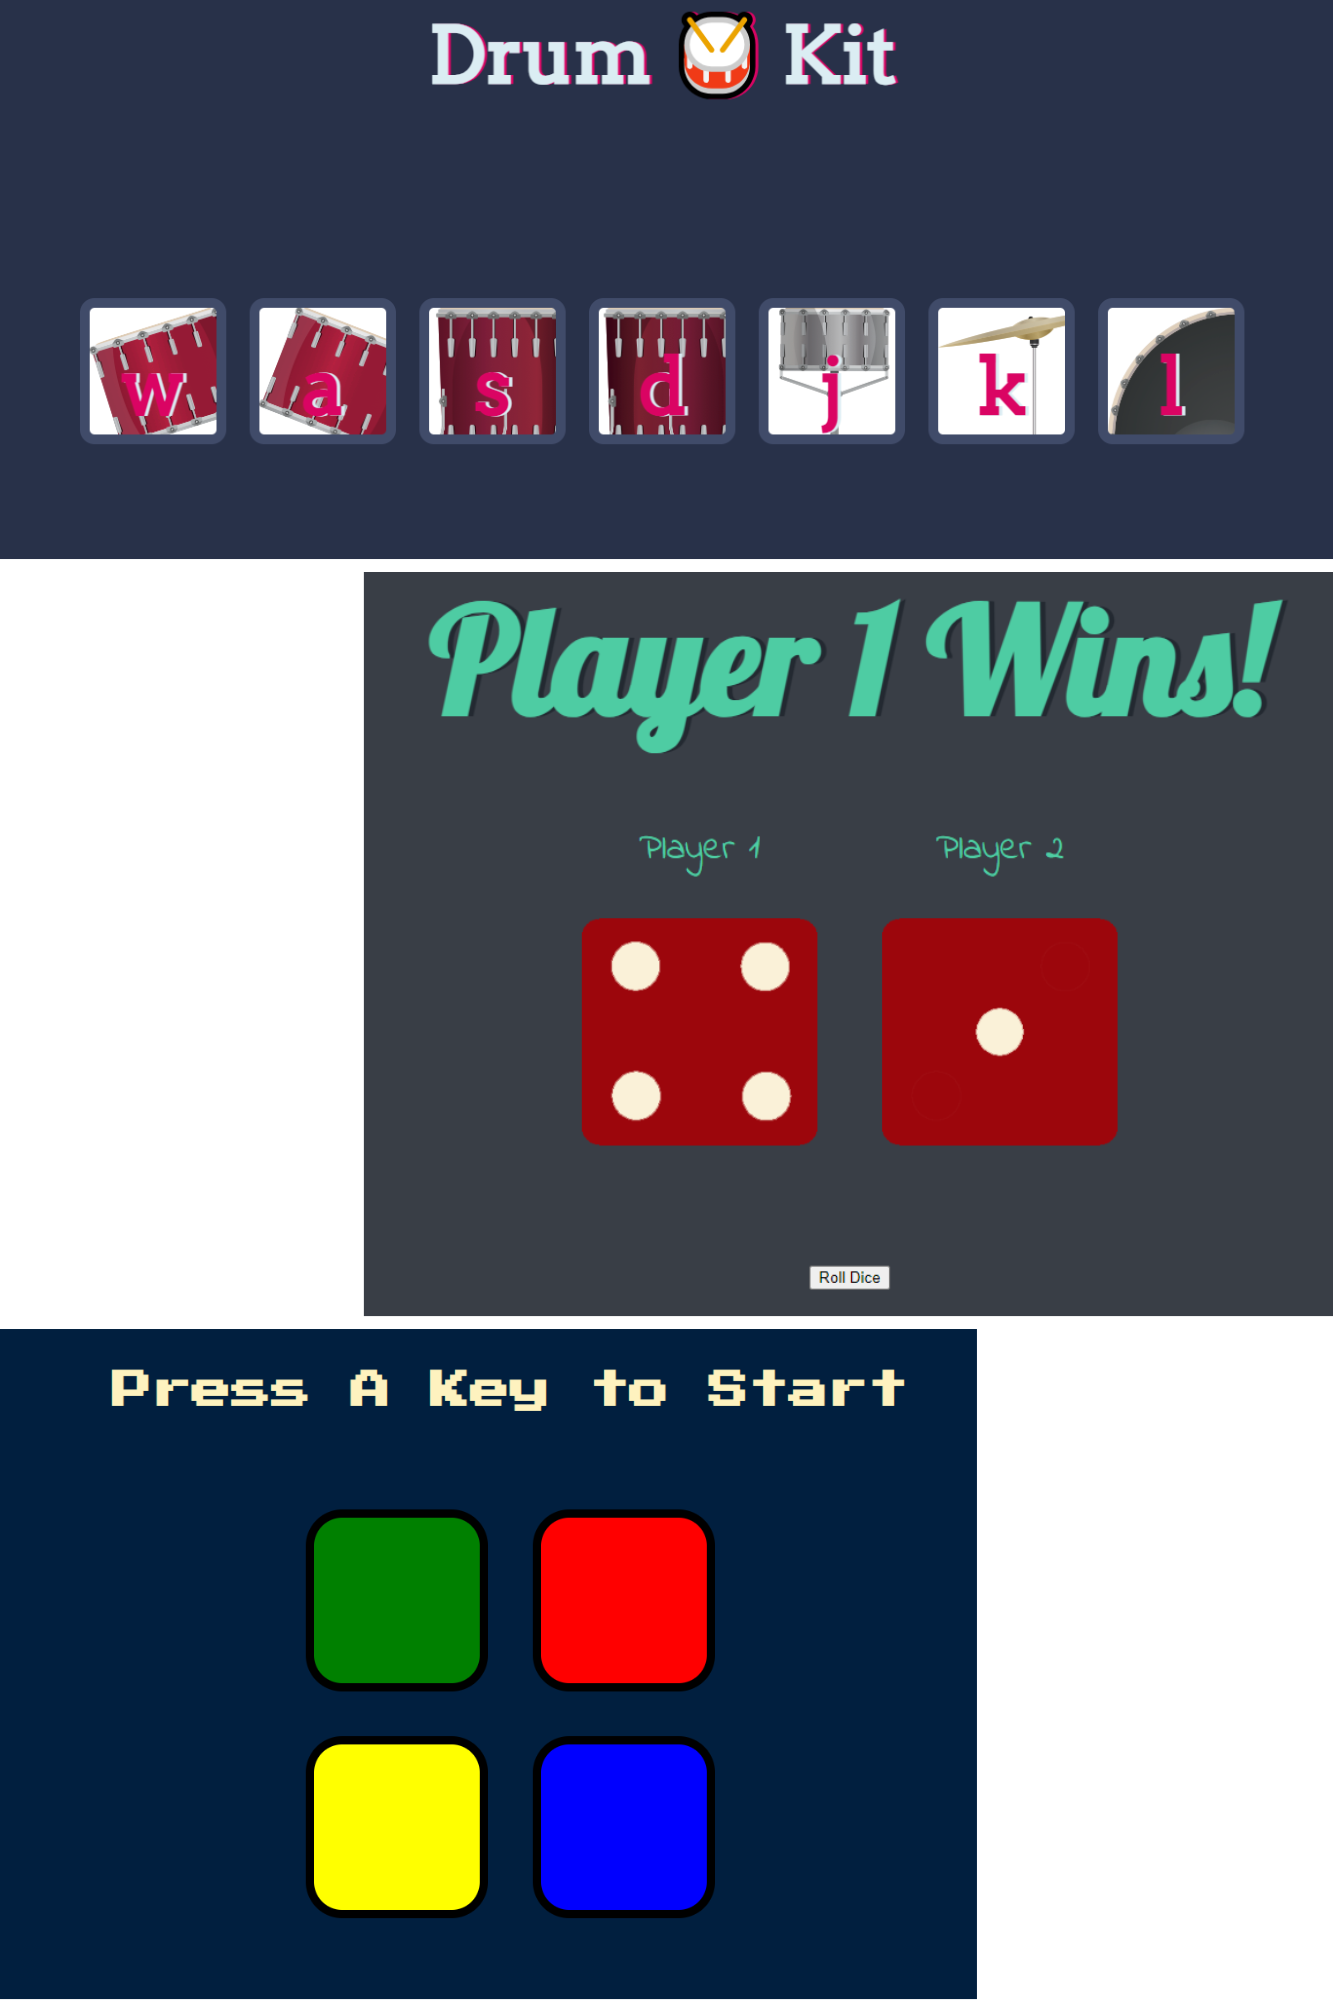 Drum 🥁 Kit
w a s d j k l
Player 1 Wins!
Player 1 Player 2
Roll Dice
Press A Key to Start